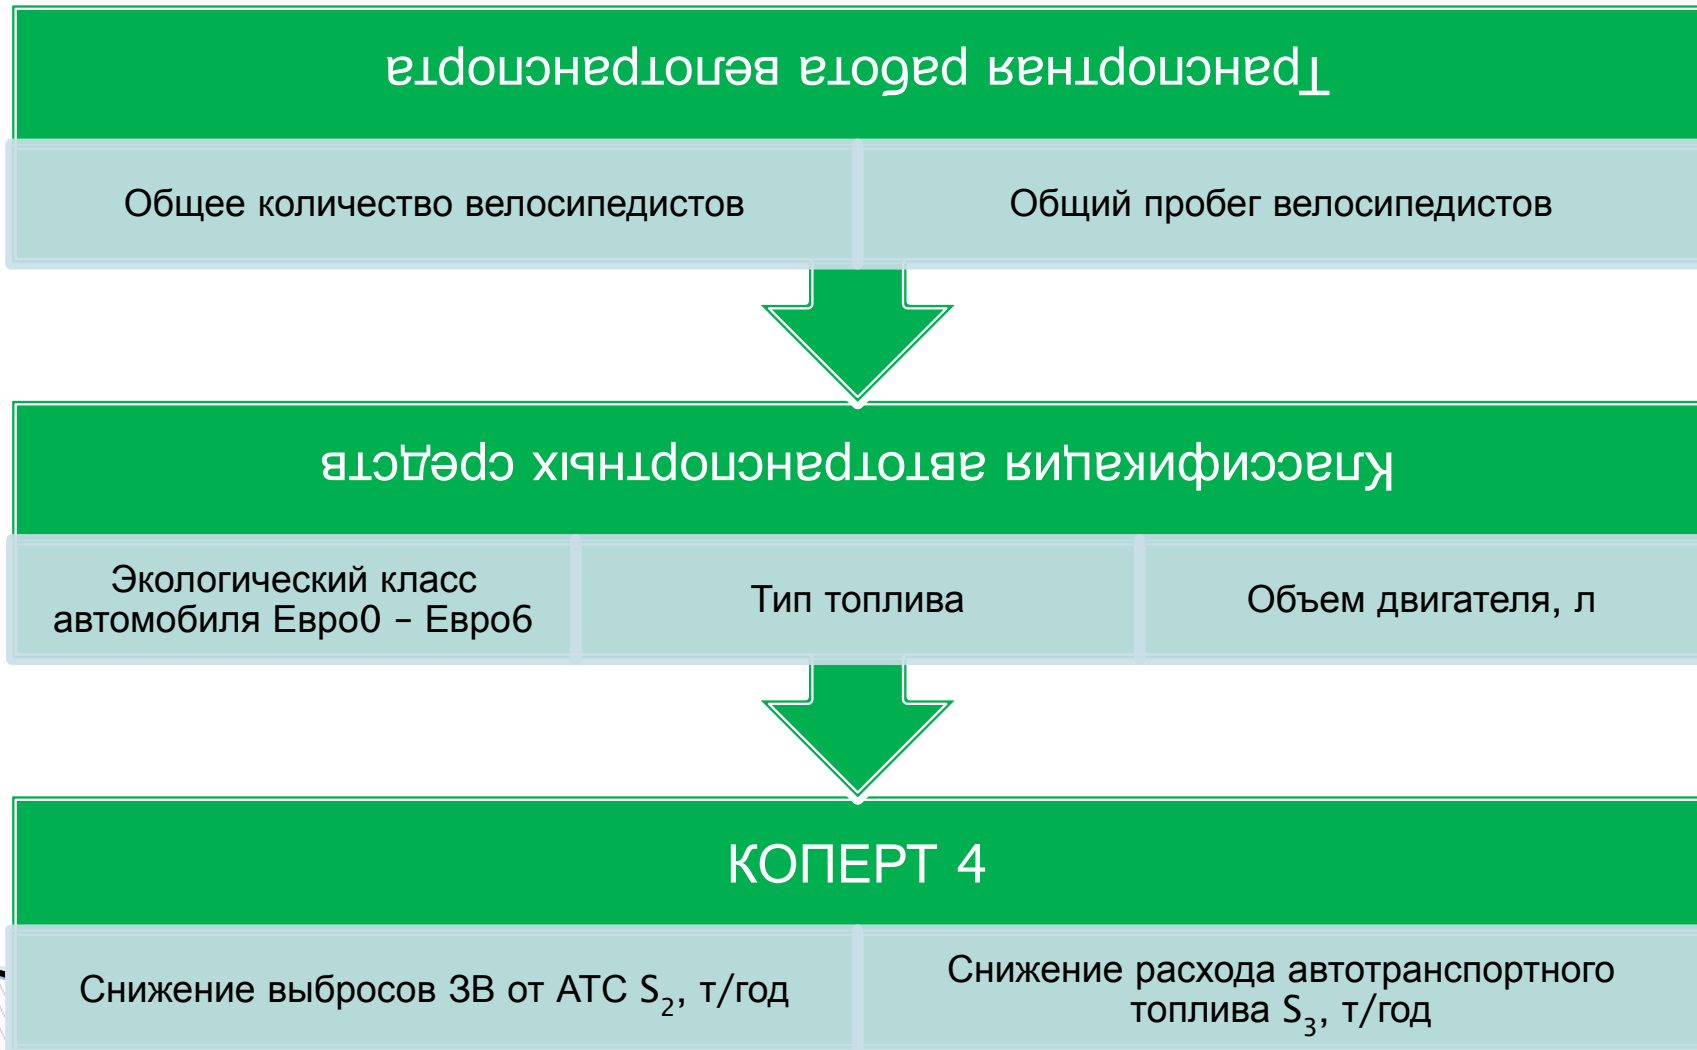 Транспортная работа велотранспорта
Общее количество велосипедистов
Общий пробег велосипедистов
Классификация автотранспортных средств
Экологический класс
автомобиля Евро0 – Евро6
Тип топлива
Объем двигателя, л
КОПЕРТ 4
Снижение выбросов ЗВ от АТС S₂, т/год
Снижение расхода автотранспортного
топлива S₃, т/год